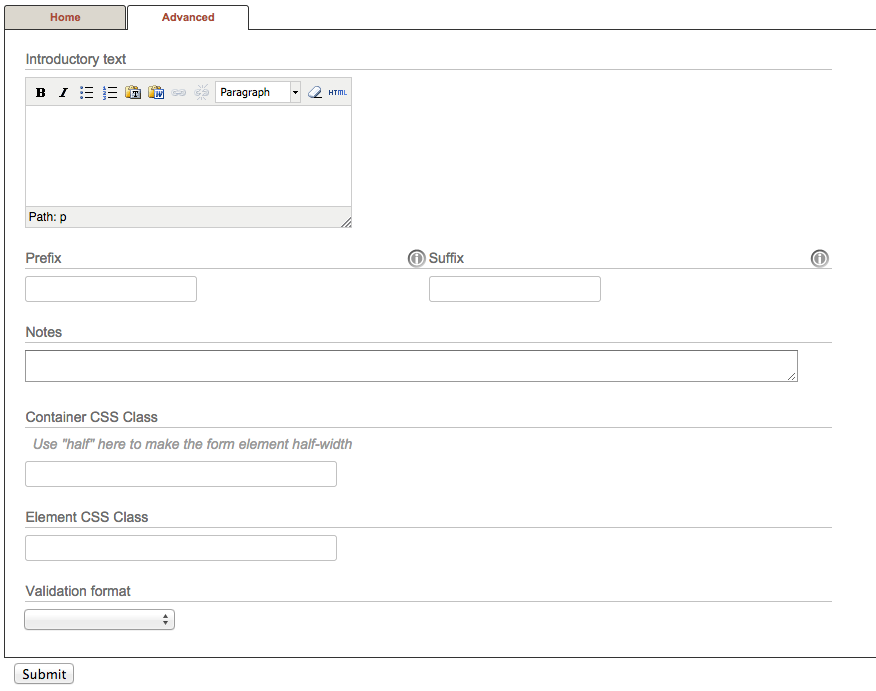 Home Advanced
Introductory text
B I Paragraph HTML
Path: p
Prefix Suffix
Notes
Container CSS Class
Use "half" here to make the form element half-width
Element CSS Class
Validation format
Submit